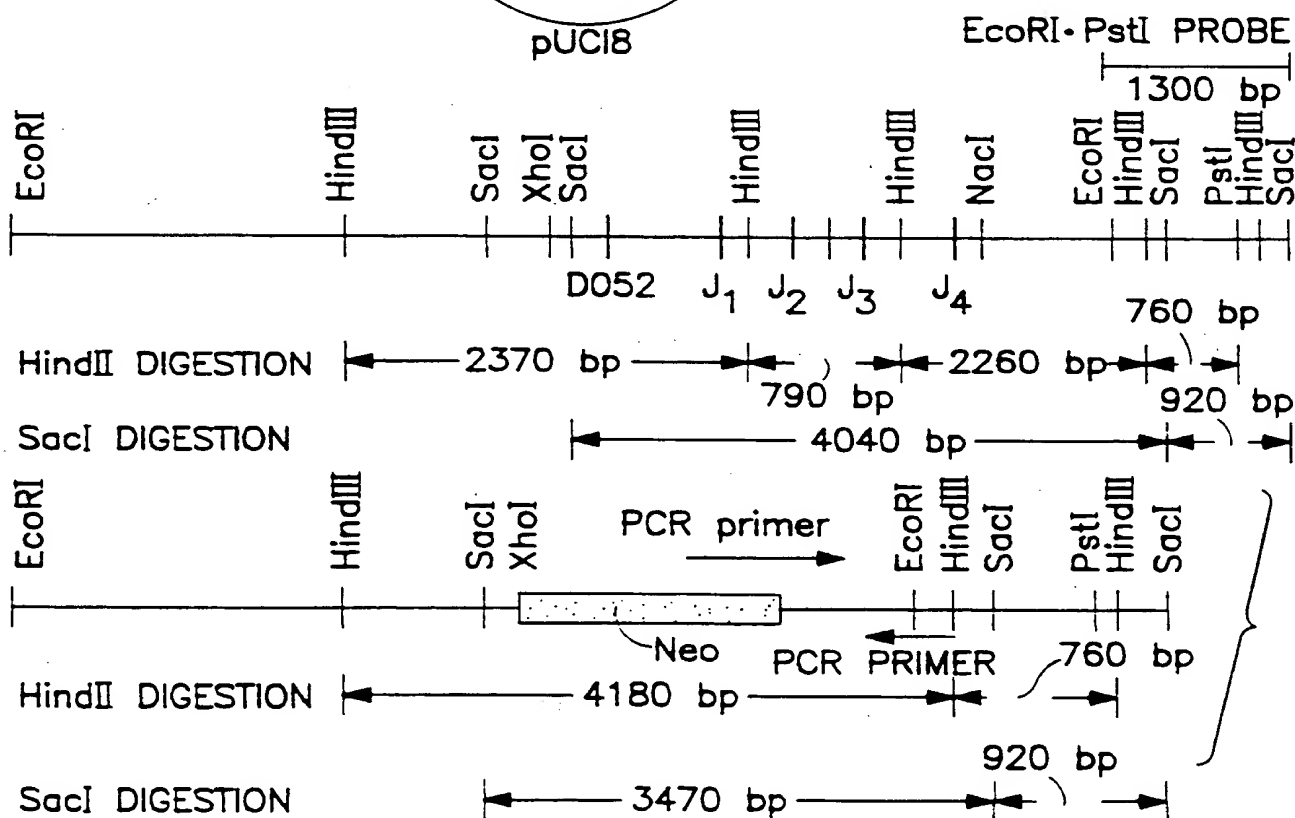 pUC18
EcoRI·PstI PROBE
1300 bp
EcoRI
HindIII
SacI
XhoI
SacI
HindIII
HindIII
NacI
EcoRI
HindIII
SacI
PstI
HindIII
SacI
D052
J1
J2
J3
J4
760 bp
HindII DIGESTION
2370 bp
2260 bp
790 bp
920 bp
SacI DIGESTION
4040 bp
EcoRI
HindIII
SacI
XhoI
PCR primer
EcoRI
HindIII
SacI
PstI
HindIII
SacI
Neo
PCR PRIMER
760 bp
HindII DIGESTION
4180 bp
920 bp
SacI DIGESTION
3470 bp